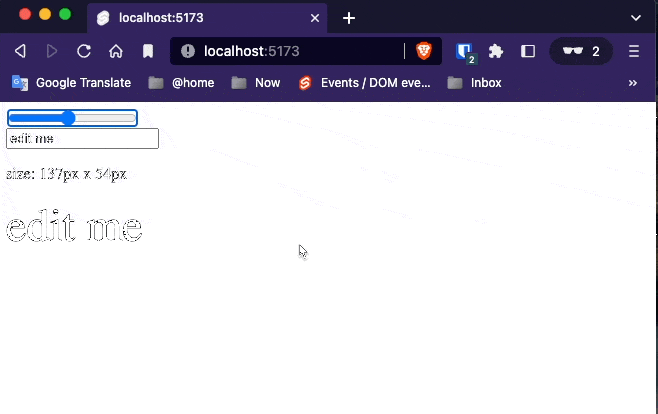 localhost:5173
localhost:5173
2
2
Google Translate @home Now Events / DOM eve... Inbox »
edit me
size: 137px x 54px
edit me